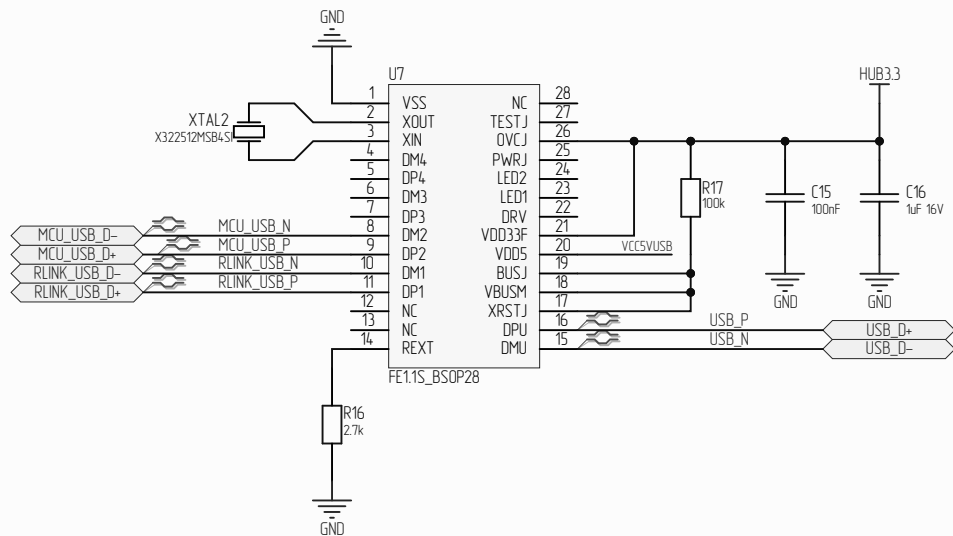 GND
U7
HUB3.3
XTAL2
X322512MSB4SI
1 VSS NC 28
2 XOUT TESTJ 27
3 XIN OVCJ 26
4 DM4 PWRJ 25
5 DP4 LED2 24
6 DM3 LED1 23
7 DP3 DRV 22
MCU_USB_D- MCU_USB_N 8 DM2 VDD33F 21
MCU_USB_D+ MCU_USB_P 9 DP2 VDD5 20 VCC5VUSB
RLINK_USB_D- RLINK_USB_N 10 DM1 BUSJ 19
RLINK_USB_D+ RLINK_USB_P 11 DP1 VBUSM 18
12 NC XRSTJ 17
13 NC DPU 16 USB_P USB_D+
14 REXT DMU 15 USB_N USB_D-
FE1.1S_BSOP28
R17
100k
C15
100nF
C16
1uF 16V
GND
GND
R16
2.7k
GND